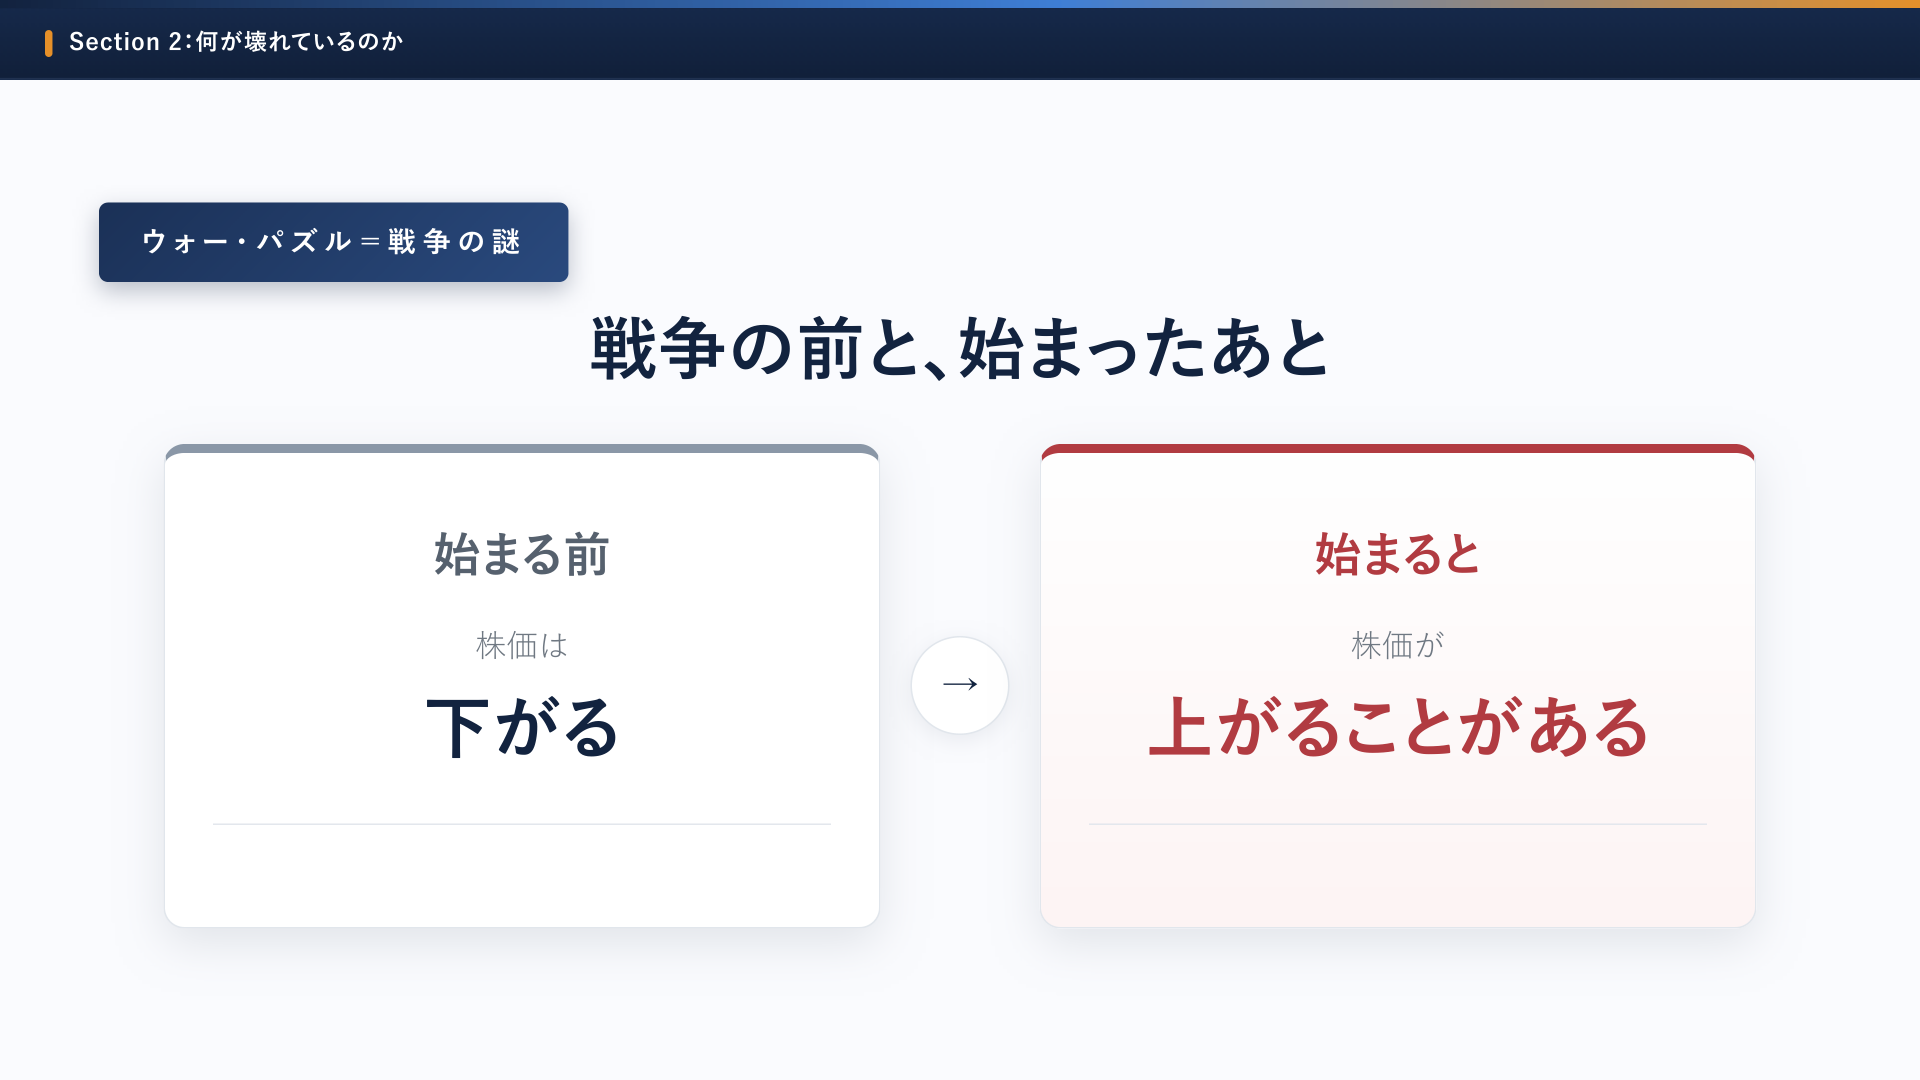 Section 2：何が壊れているのか
ウォー・パズル＝戦争の謎
戦争の前と、始まったあと
始まる前
株価は
下がる
→
始まると
株価が
上がることがある